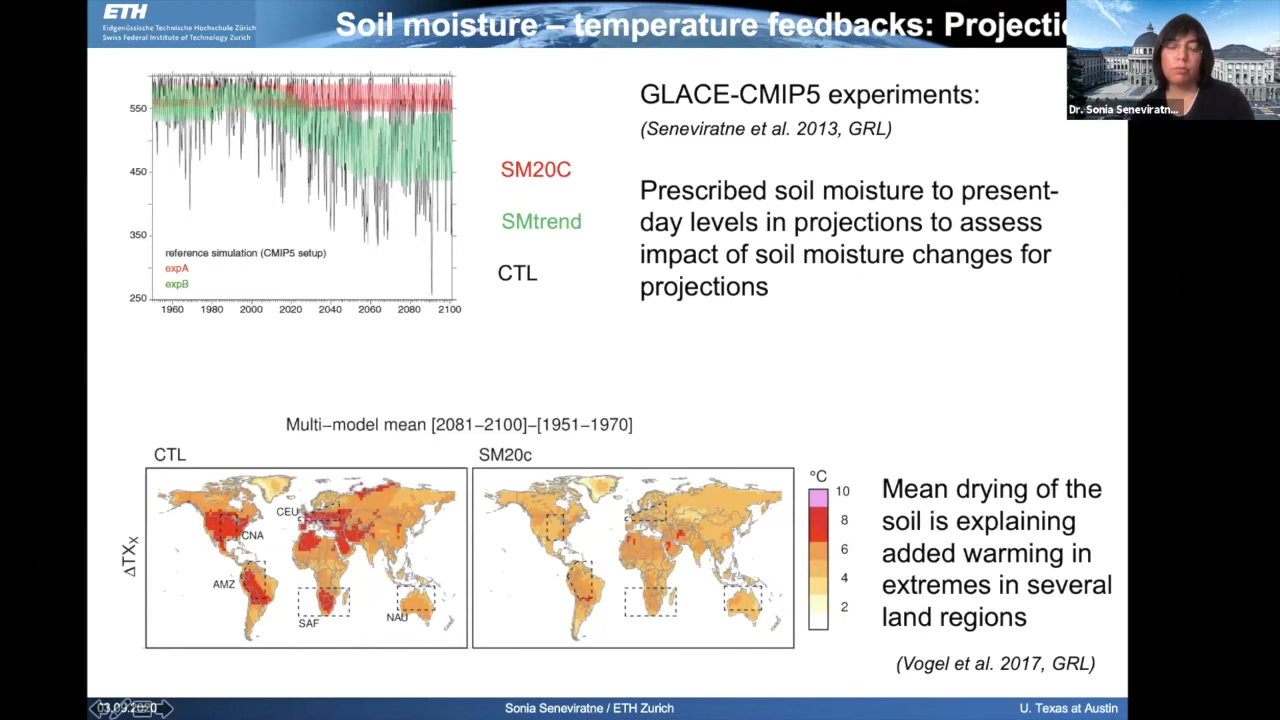 ETH
Eidgenössische Technische Hochschule Zürich
Swiss Federal Institute of Technology Zurich
Soil moisture – temperature feedbacks: Projectio
Dr. Sonia Seneviratn...
550
450
350
250
1960 1980 2000 2020 2040 2060 2080 2100
reference simulation (CMIP5 setup)
expA
expB
SM20C
SMtrend
CTL
GLACE-CMIP5 experiments:
(Seneviratne et al. 2013, GRL)
Prescribed soil moisture to present-
day levels in projections to assess
impact of soil moisture changes for
projections
Multi–model mean [2081–2100]–[1951–1970]
CTL
SM20c
ΔTXx
CEU
CNA
AMZ
SAF
NAU
°C
10
8
6
4
2
Mean drying of the
soil is explaining
added warming in
extremes in several
land regions
(Vogel et al. 2017, GRL)
03.09.2020
Sonia Seneviratne / ETH Zurich
U. Texas at Austin